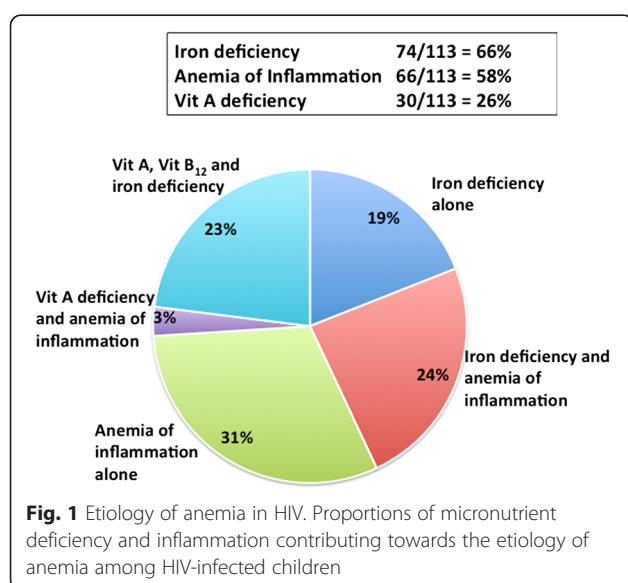 Iron deficiency 74/113 = 66%
Anemia of Inflammation 66/113 = 58%
Vit A deficiency 30/113 = 26%
Vit A, Vit B₁₂ and
iron deficiency
23%
Iron deficiency
alone
19%
Vit A deficiency
and anemia of
inflammation
3%
Iron deficiency and
anemia of
inflammation
24%
Anemia of
inflammation
alone
31%
Fig. 1 Etiology of anemia in HIV. Proportions of micronutrient
deficiency and inflammation contributing towards the etiology of
anemia among HIV-infected children